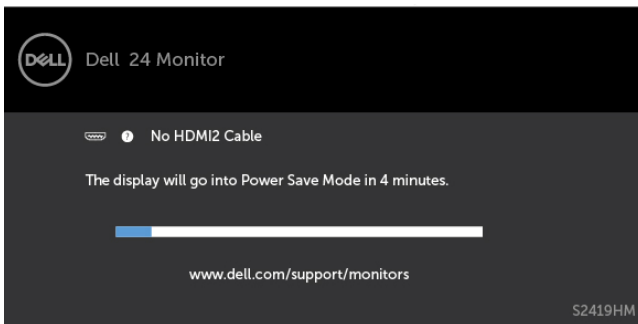 DELL
Dell 24 Monitor
? No HDMI2 Cable
The display will go into Power Save Mode in 4 minutes.
www.dell.com/support/monitors
S2419HM